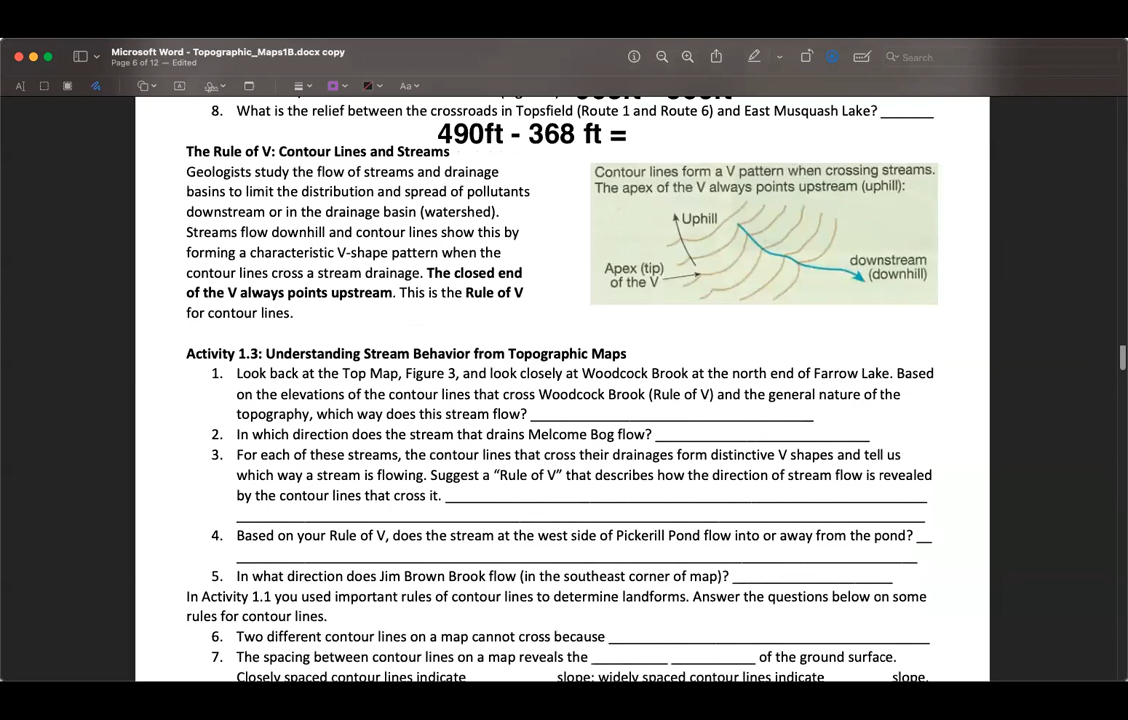 Microsoft Word - Topographic_Maps1B.docx copy
Page 6 of 12 — Edited
Search
8. What is the relief between the crossroads in Topsfield (Route 1 and Route 6) and East Musquash Lake? ______
490ft - 368 ft =
The Rule of V: Contour Lines and Streams
Geologists study the flow of streams and drainage
basins to limit the distribution and spread of pollutants
downstream or in the drainage basin (watershed).
Streams flow downhill and contour lines show this by
forming a characteristic V-shape pattern when the
contour lines cross a stream drainage. The closed end
of the V always points upstream. This is the Rule of V
for contour lines.
Contour lines form a V pattern when crossing streams.
The apex of the V always points upstream (uphill):
Uphill
Apex (tip)
of the V
downstream
(downhill)
Activity 1.3: Understanding Stream Behavior from Topographic Maps
1. Look back at the Top Map, Figure 3, and look closely at Woodcock Brook at the north end of Farrow Lake. Based
on the elevations of the contour lines that cross Woodcock Brook (Rule of V) and the general nature of the
topography, which way does this stream flow? ______
2. In which direction does the stream that drains Melcome Bog flow? ______
3. For each of these streams, the contour lines that cross their drainages form distinctive V shapes and tell us
which way a stream is flowing. Suggest a “Rule of V” that describes how the direction of stream flow is revealed
by the contour lines that cross it. ______
4. Based on your Rule of V, does the stream at the west side of Pickerill Pond flow into or away from the pond? __
5. In what direction does Jim Brown Brook flow (in the southeast corner of map)? ______
In Activity 1.1 you used important rules of contour lines to determine landforms. Answer the questions below on some
rules for contour lines.
6. Two different contour lines on a map cannot cross because ______
7. The spacing between contour lines on a map reveals the ______ ______ of the ground surface.
Closely spaced contour lines indicate ______ slope; widely spaced contour lines indicate ______ slope.